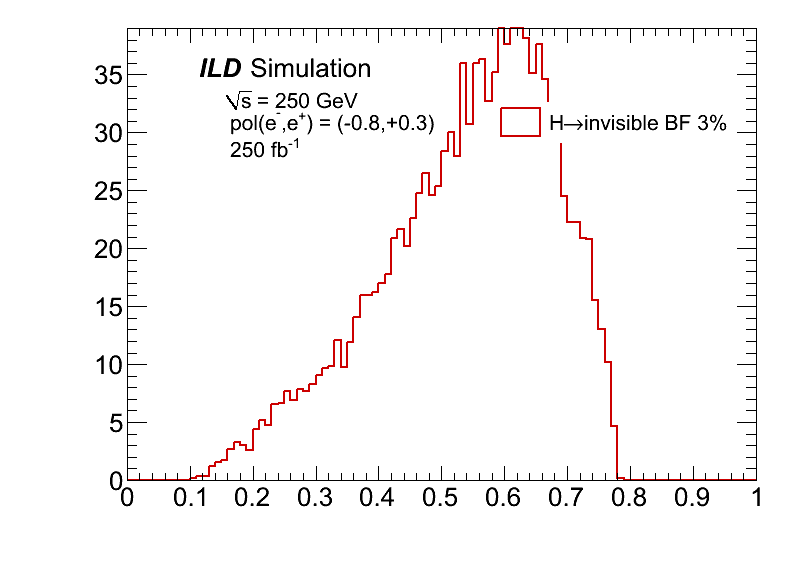 ILD Simulation
√s = 250 GeV
pol(e⁻,e⁺) = (-0.8,+0.3)
H→invisible BF 3%
250 fb⁻¹
35
30
25
20
15
10
5
0
0 0.1 0.2 0.3 0.4 0.5 0.6 0.7 0.8 0.9 1